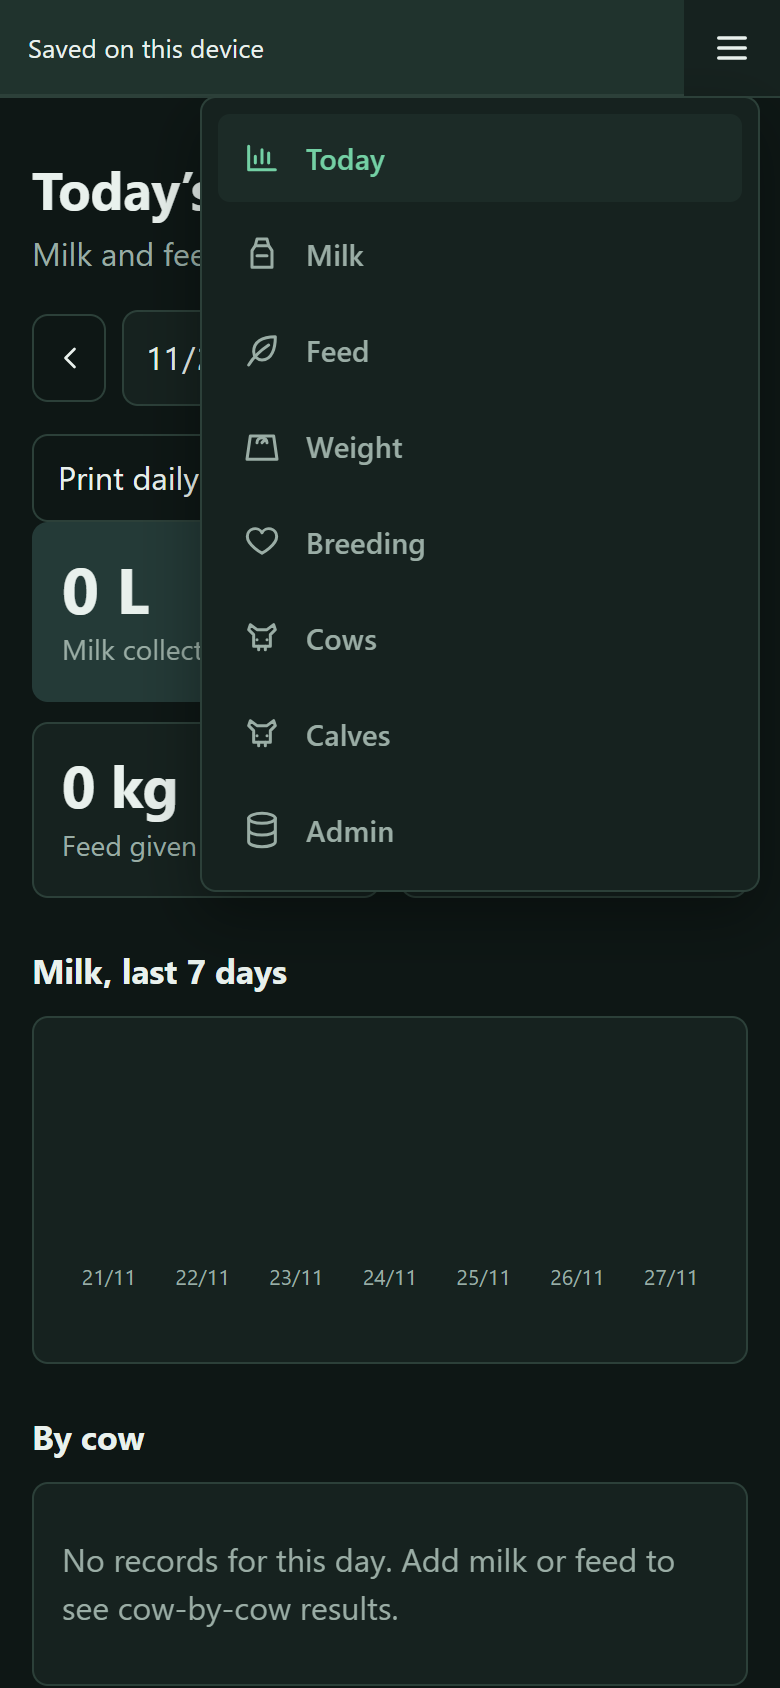 Saved on this device
Today
Milk
Feed
Weight
Breeding
Cows
Calves
Admin
Today’s
Milk and fee
11/
Print daily
0 L
Milk collect
0 kg
Feed given
Milk, last 7 days
21/11 22/11 23/11 24/11 25/11 26/11 27/11
By cow
No records for this day. Add milk or feed to
see cow-by-cow results.